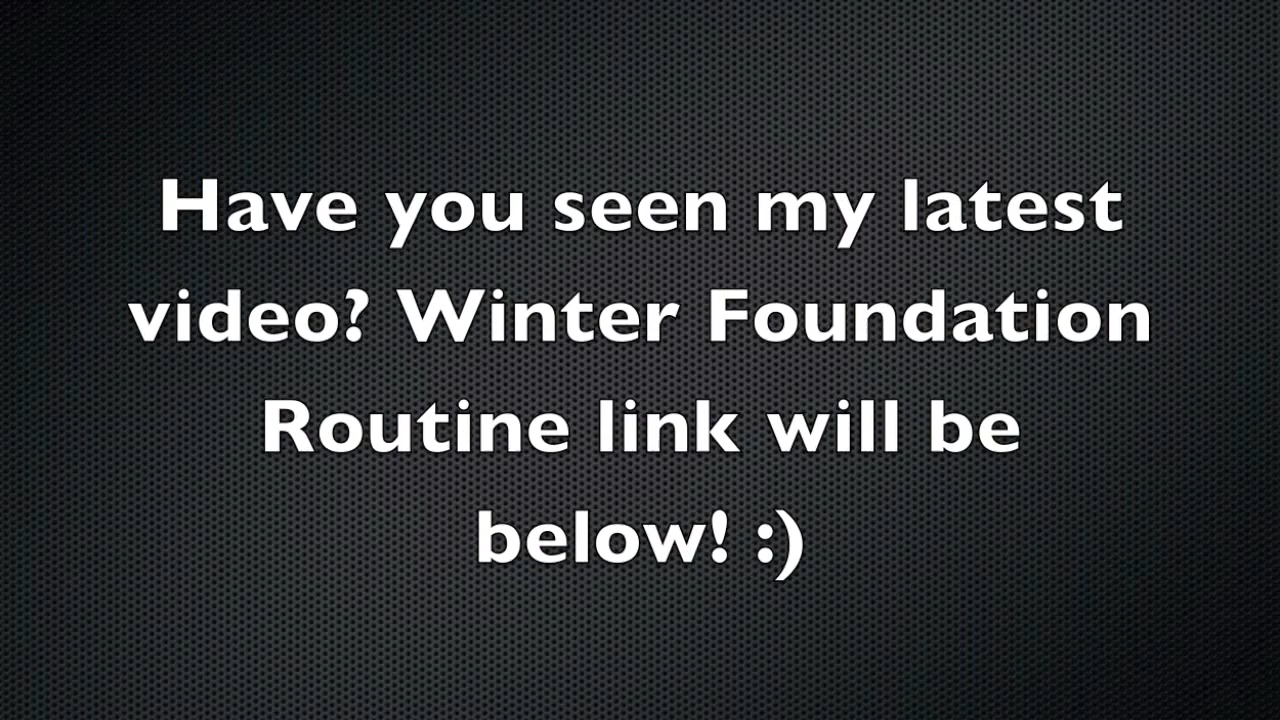 Have you seen my latest
video? Winter Foundation
Routine link will be
below! :)